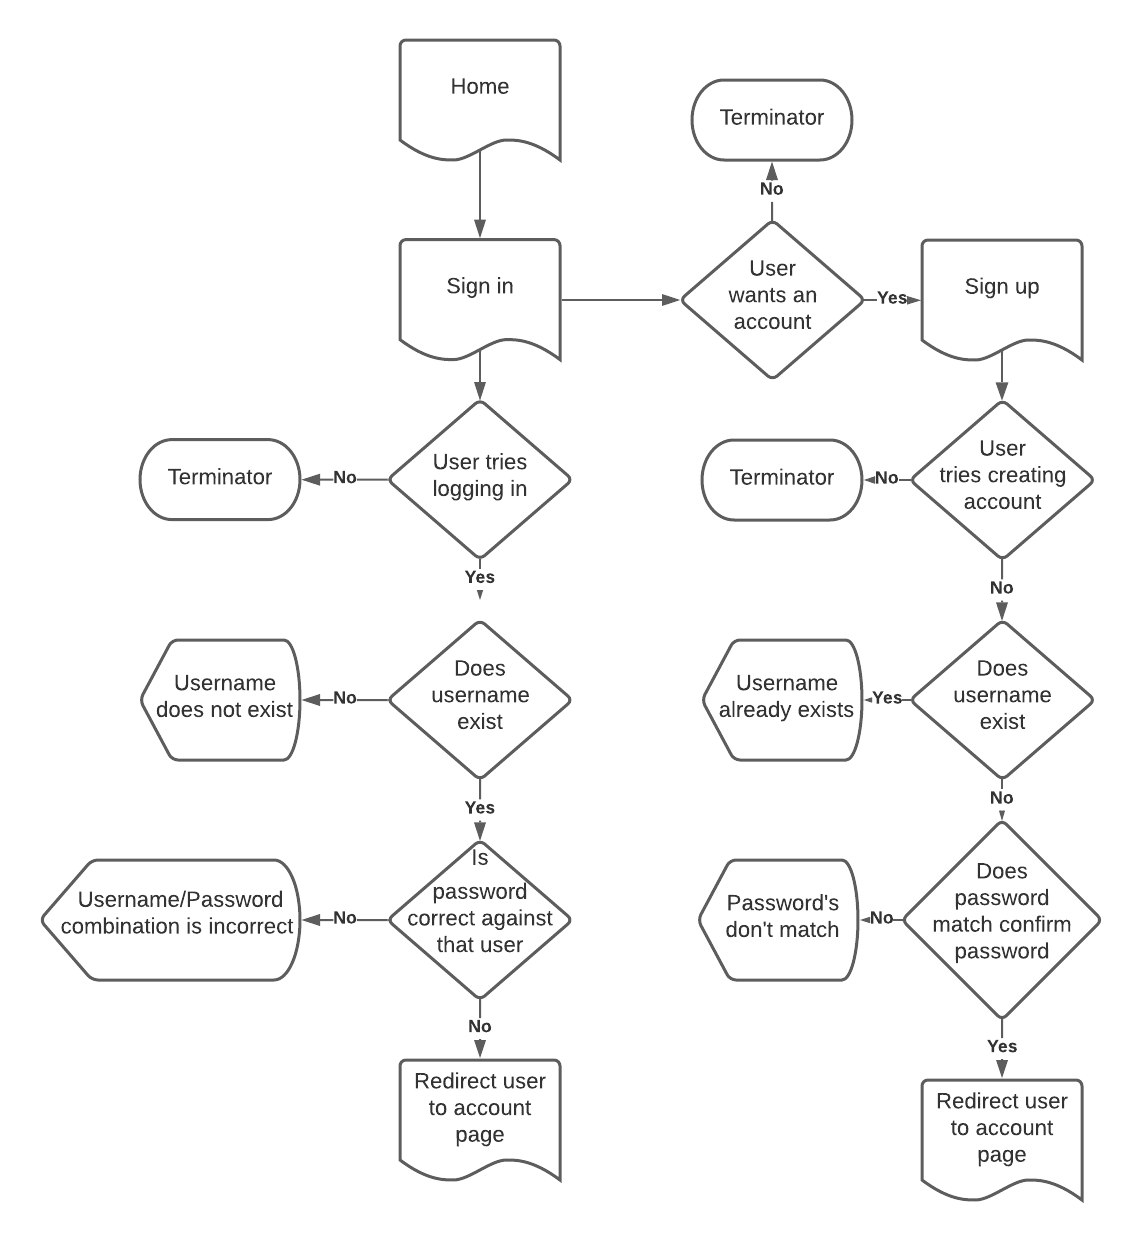 Home
Terminator
No
Sign in
User
wants an
account
Yes
Sign up
Terminator
No
User tries
logging in
Terminator
No
User
tries creating
account
Yes
No
Username
does not exist
No
Does
username
exist
Username
already exists
Yes
Does
username
exist
Yes
No
Username/Password
combination is incorrect
No
Is
password
correct against
that user
Password's
don't match
No
Does
password
match confirm
password
No
Yes
Redirect user
to account
page
Redirect user
to account
page